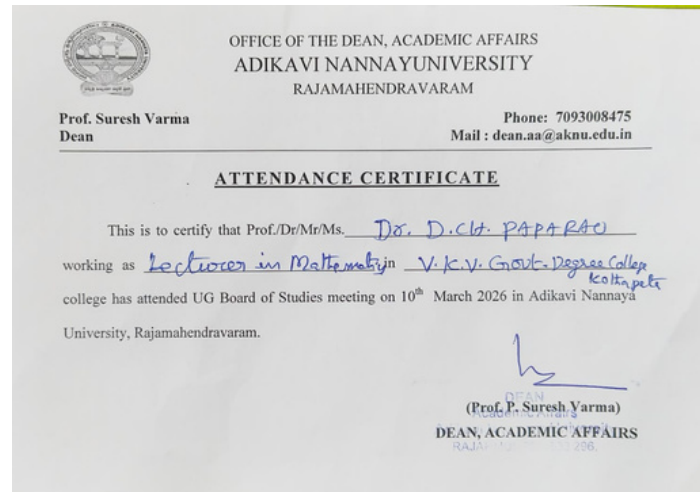 OFFICE OF THE DEAN, ACADEMIC AFFAIRS
ADIKAVI NANNAYUNIVERSITY
RAJAMAHENDRAVARAM
Prof. Suresh Varma
Dean
Phone: 7093008475
Mail : dean.aa@aknu.edu.in
ATTENDANCE CERTIFICATE
This is to certify that Prof./Dr/Mr/Ms. Dr. D.CH. PAPARAO
working as Lecturer in Mathematics in V.K.V. Govt. Degree College
Kothapeta
college has attended UG Board of Studies meeting on 10th March 2026 in Adikavi Nannaya
University, Rajamahendravaram.
DEAN
(Prof. P. Suresh Varma)
Academic Affairs
DEAN, ACADEMIC AFFAIRS